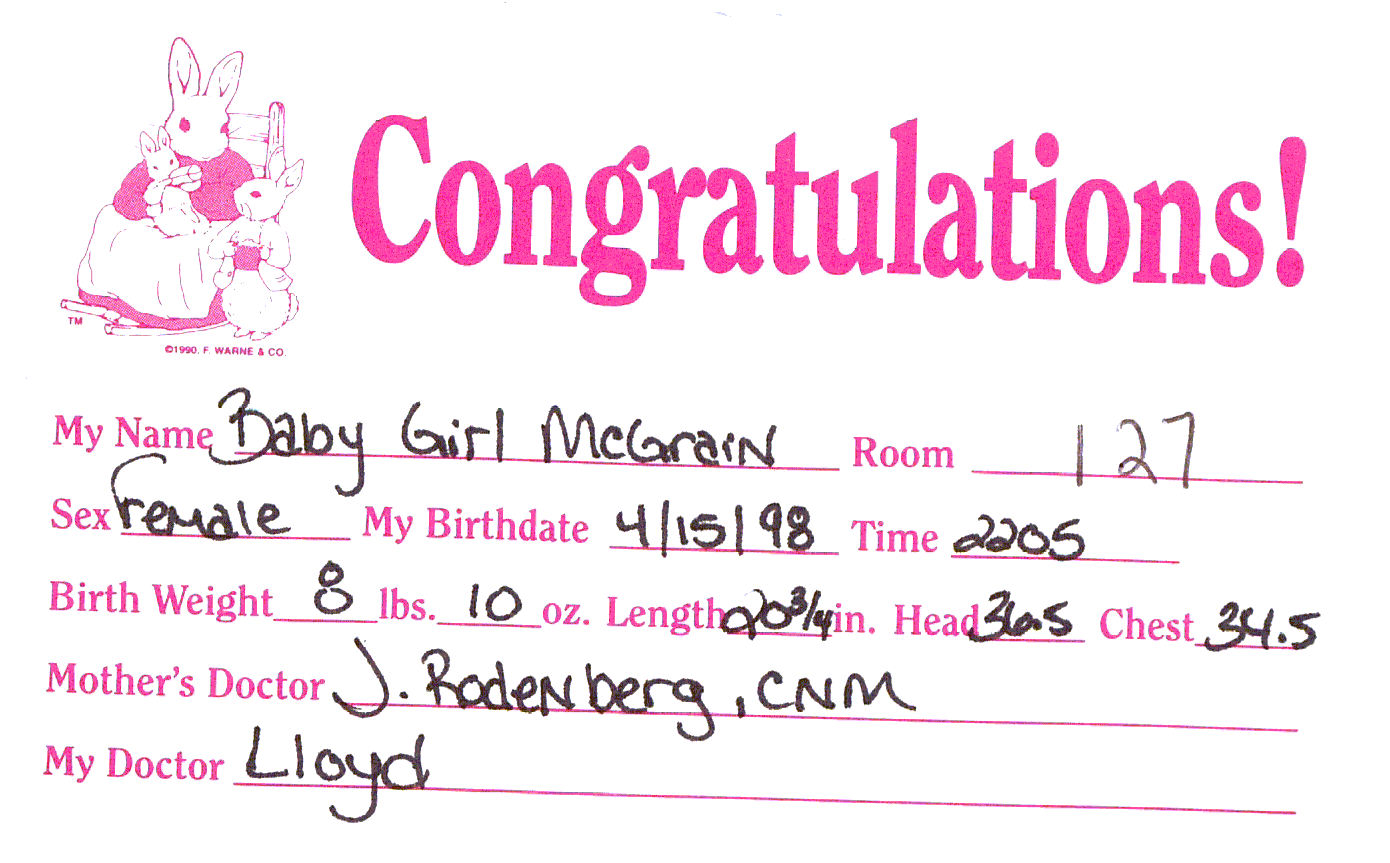 Congratulations!
TM
©1990. F. WARNE & CO.
My Name Baby Girl McGrain Room 127
Sex Female My Birthdate 4/15/98 Time 2205
Birth Weight 8 lbs. 10 oz. Length 20 3/4 in. Head 36.5 Chest 34.5
Mother's Doctor J. Rodenberg, CNM
My Doctor Lloyd